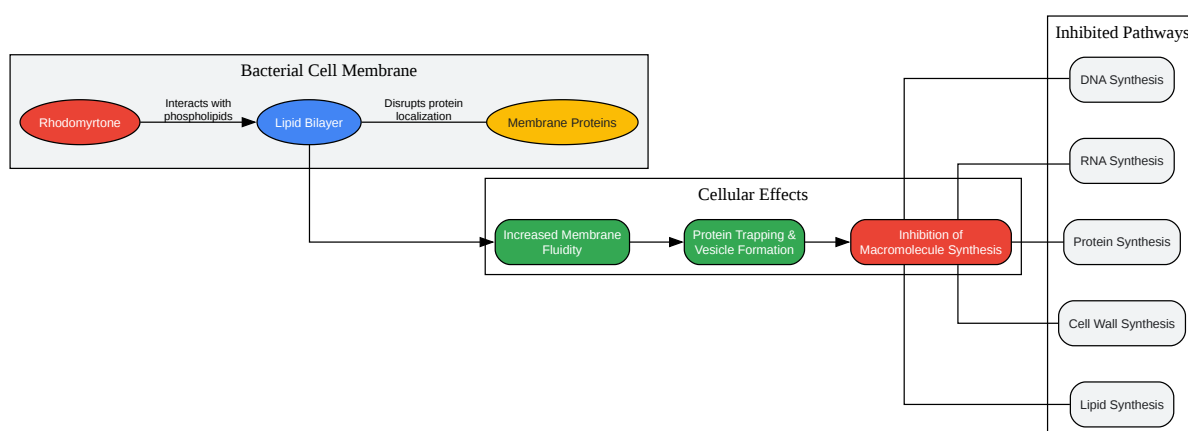 Inhibited Pathways
Bacterial Cell Membrane
DNA Synthesis
Rhodomyrtone
Interacts with
phospholipids
Lipid Bilayer
Disrupts protein
localization
Membrane Proteins
RNA Synthesis
Cellular Effects
Increased Membrane
Fluidity
Protein Trapping &
Vesicle Formation
Inhibition of
Macromolecule Synthesis
Protein Synthesis
Cell Wall Synthesis
Lipid Synthesis